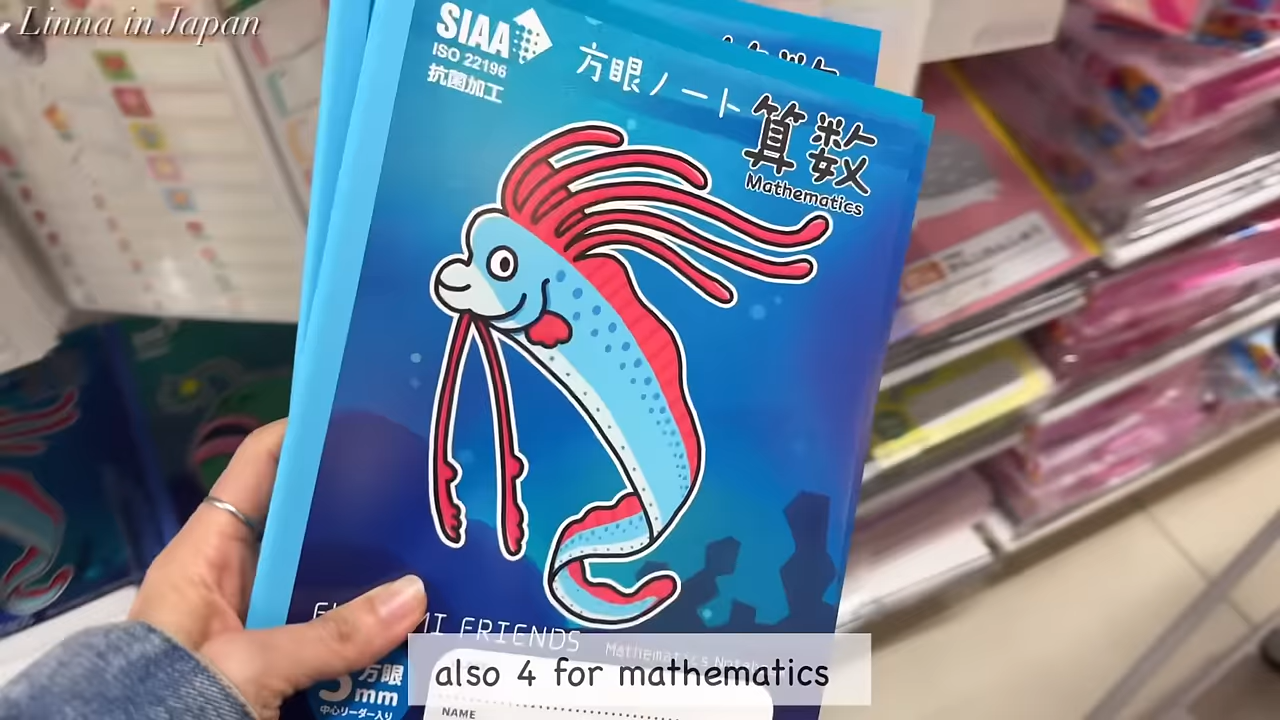 Linna in Japan
SIAA
ISO 22196
抗菌加工
方眼ノート
算数
Mathematics
FRIENDS
Mathematics
also 4 for mathematics
5
方眼
mm
中心リーダー入り
NAME